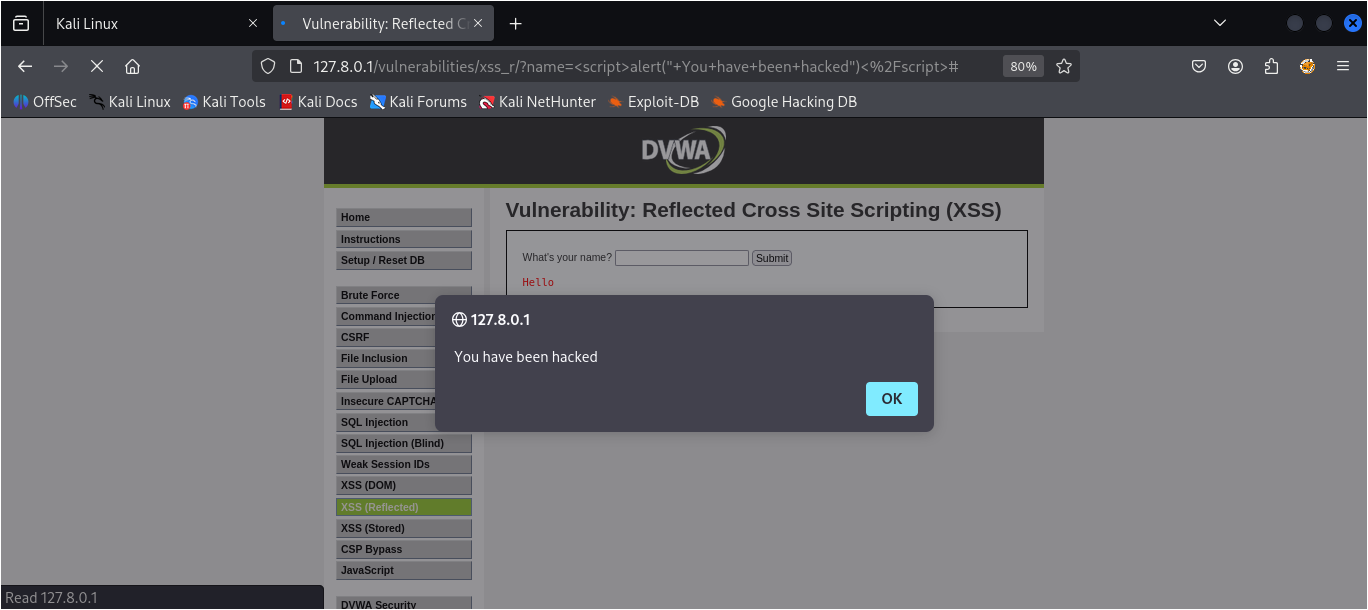 Kali Linux
Vulnerability: Reflected C
127.8.0.1/vulnerabilities/xss_r/?name=<script>alert("+You+have+been+hacked")<%2Fscript>#
80%
OffSec Kali Linux Kali Tools Kali Docs Kali Forums Kali NetHunter Exploit-DB Google Hacking DB
DVWA
Home
Instructions
Setup / Reset DB
Brute Force
Command Injection
CSRF
File Inclusion
File Upload
Insecure CAPTCHA
SQL Injection
SQL Injection (Blind)
Weak Session IDs
XSS (DOM)
XSS (Reflected)
XSS (Stored)
CSP Bypass
JavaScript
DVWA Security
Vulnerability: Reflected Cross Site Scripting (XSS)
What's your name? Submit
Hello
127.8.0.1
You have been hacked
OK
Read 127.8.0.1